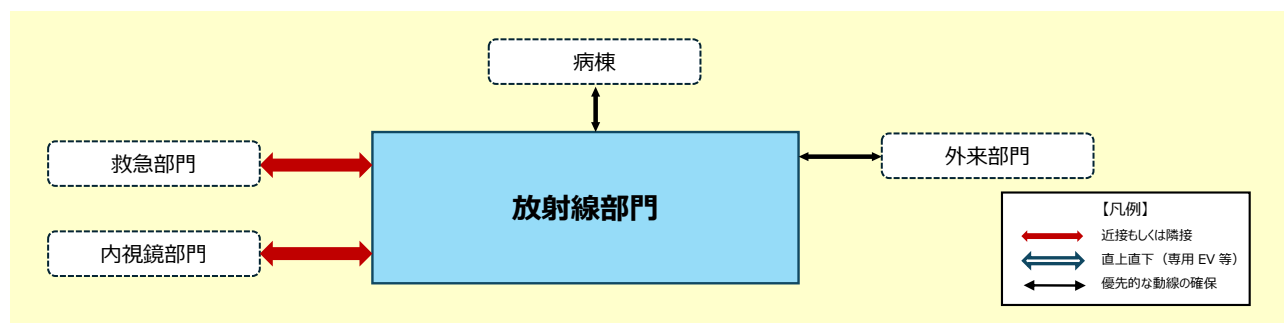 病棟
救急部門
外来部門
放射線部門
内視鏡部門
【凡例】
近接もしくは隣接
直上直下（専用 EV 等）
優先的な動線の確保